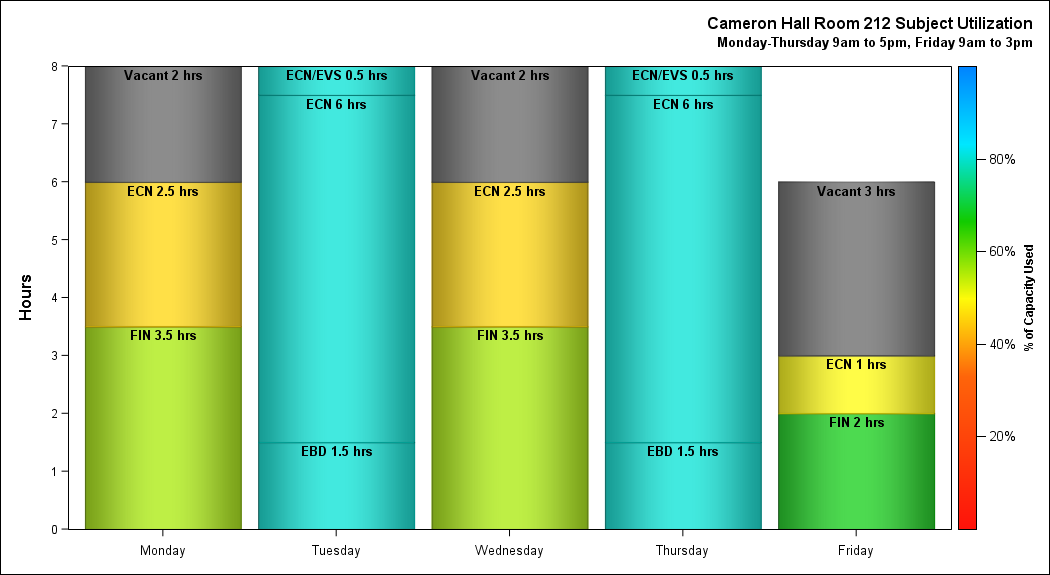 Cameron Hall Room 212 Subject Utilization
Monday-Thursday 9am to 5pm, Friday 9am to 3pm
Hours
8
7
6
5
4
3
2
1
0
Vacant 2 hrs
ECN 2.5 hrs
FIN 3.5 hrs
ECN/EVS 0.5 hrs
ECN 6 hrs
EBD 1.5 hrs
Vacant 2 hrs
ECN 2.5 hrs
FIN 3.5 hrs
ECN/EVS 0.5 hrs
ECN 6 hrs
EBD 1.5 hrs
Vacant 3 hrs
ECN 1 hrs
FIN 2 hrs
Monday
Tuesday
Wednesday
Thursday
Friday
80%
60%
40%
20%
% of Capacity Used